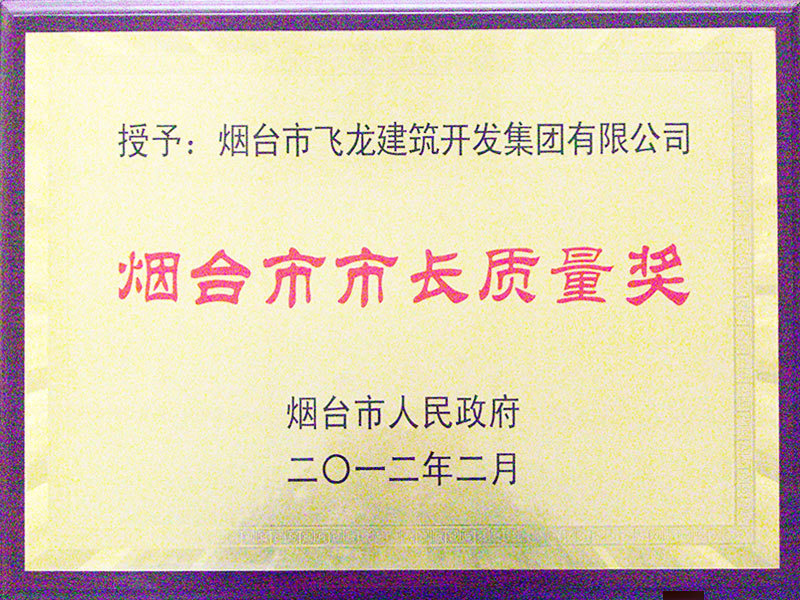 授予：烟台市飞龙建筑开发集团有限公司
烟台市市长质量奖
烟台市人民政府
二〇一二年二月